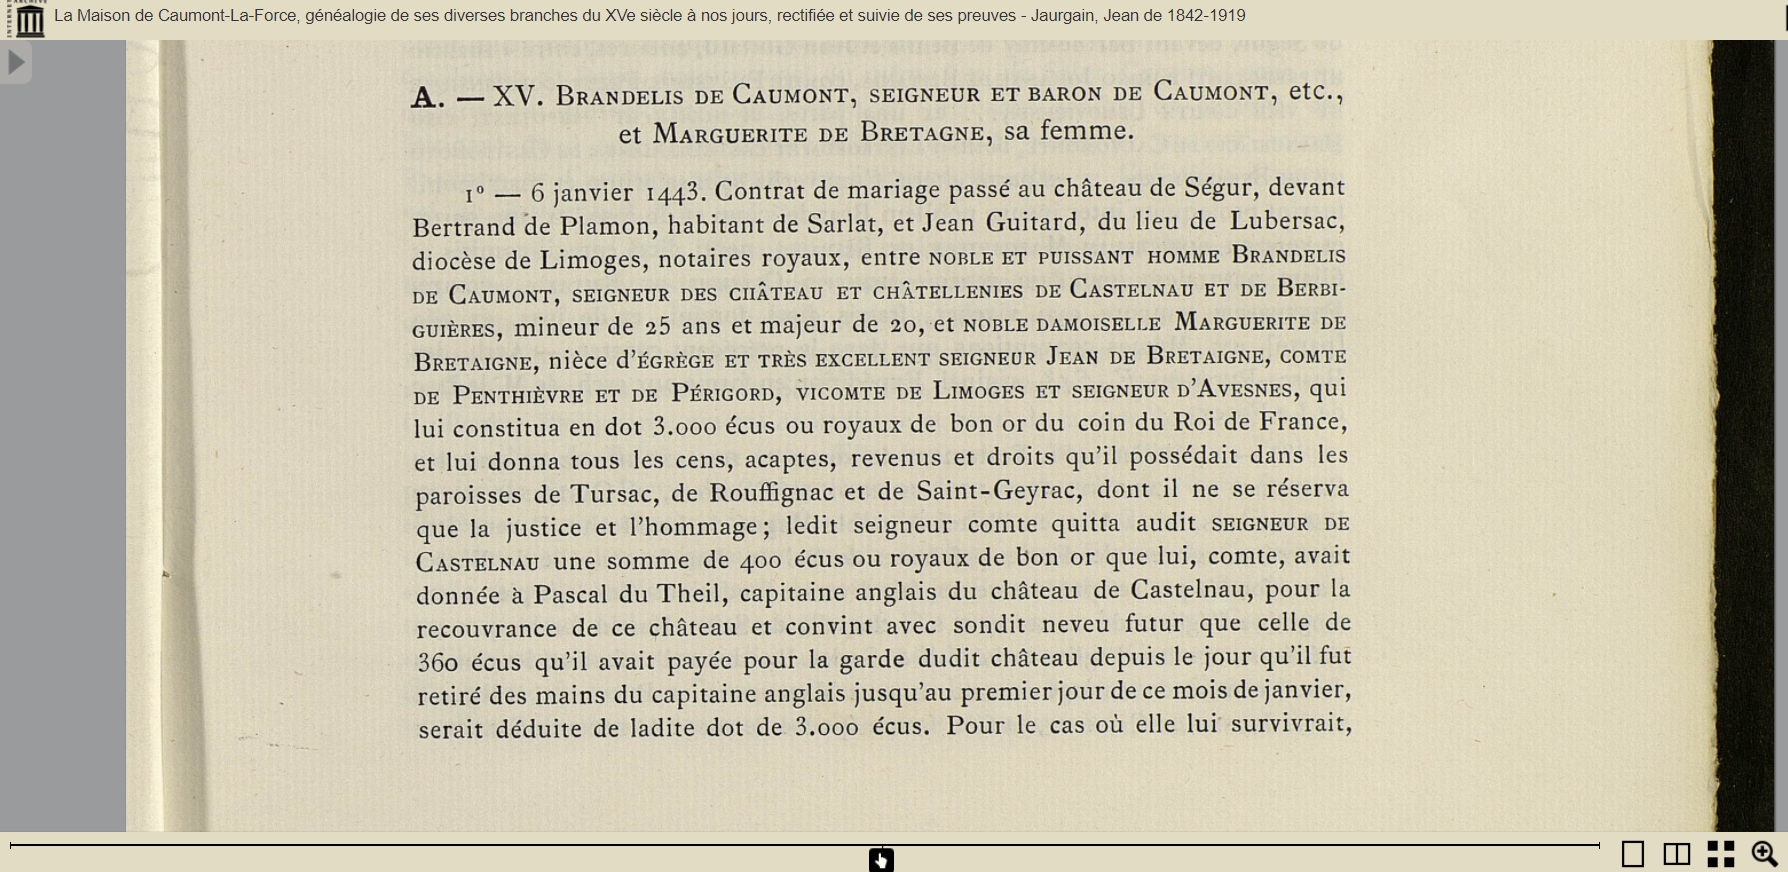 La Maison de Caumont-La-Force, généalogie de ses diverses branches du XVe siècle à nos jours, rectifiée et suivie de ses preuves - Jaurgain, Jean de 1842-1919
A. — XV. Brandelis de Caumont, seigneur et baron de Caumont, etc.,
et Marguerite de Bretagne, sa femme.
1º — 6 janvier 1443. Contrat de mariage passé au château de Ségur, devant
Bertrand de Plamon, habitant de Sarlat, et Jean Guitard, du lieu de Lubersac,
diocèse de Limoges, notaires royaux, entre noble et puissant homme Brandelis
de Caumont, seigneur des château et châtellenies de Castelnau et de Berbi-
guières, mineur de 25 ans et majeur de 20, et noble damoiselle Marguerite de
Bretaigne, nièce d'égrège et très excellent seigneur Jean de Bretaigne, comte
de Penthièvre et de Périgord, vicomte de Limoges et seigneur d'Avesnes, qui
lui constitua en dot 3.000 écus ou royaux de bon or du coin du Roi de France,
et lui donna tous les cens, acaptes, revenus et droits qu'il possédait dans les
paroisses de Tursac, de Rouffignac et de Saint-Geyrac, dont il ne se réserva
que la justice et l'hommage; ledit seigneur comte quitta audit seigneur de
Castelnau une somme de 400 écus ou royaux de bon or que lui, comte, avait
donnée à Pascal du Theil, capitaine anglais du château de Castelnau, pour la
recouvrance de ce château et convint avec sondit neveu futur que celle de
360 écus qu'il avait payée pour la garde dudit château depuis le jour qu'il fut
retiré des mains du capitaine anglais jusqu'au premier jour de ce mois de janvier,
serait déduite de ladite dot de 3.000 écus. Pour le cas où elle lui survivrait,